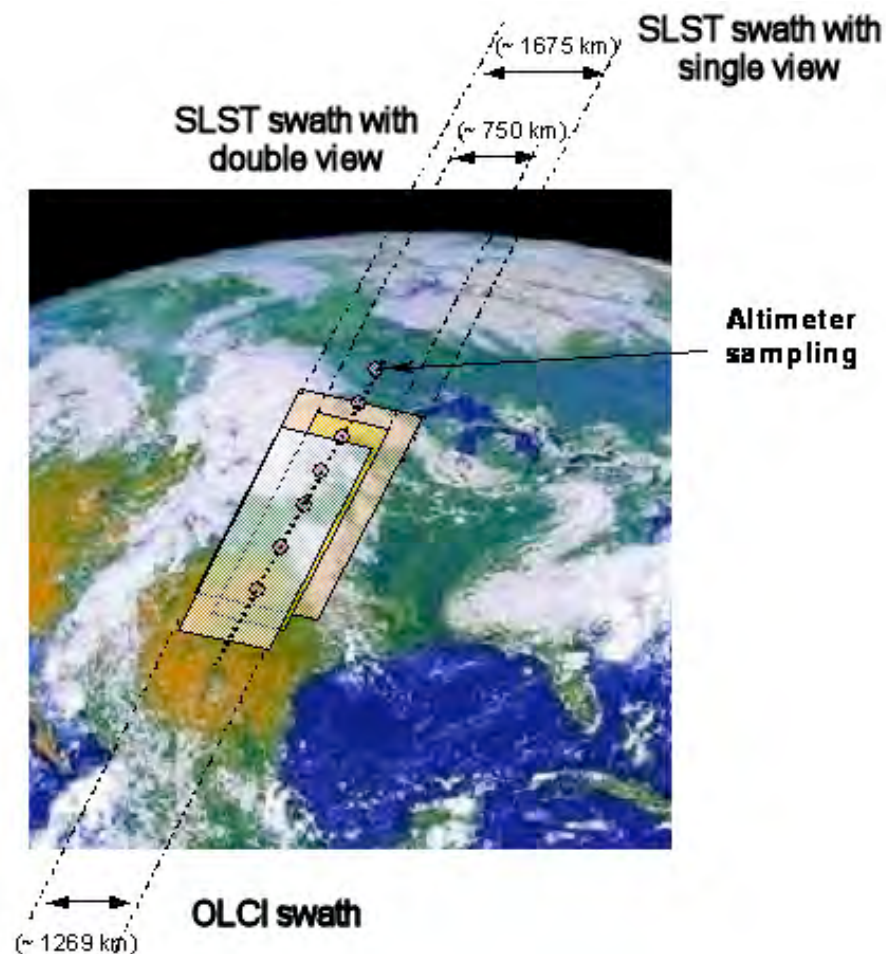 (~ 1675 km)
SLST swath with
single view
SLST swath with
double view
(~ 750 km)
Altimeter
sampling
OLCI swath
(~ 1269 km)